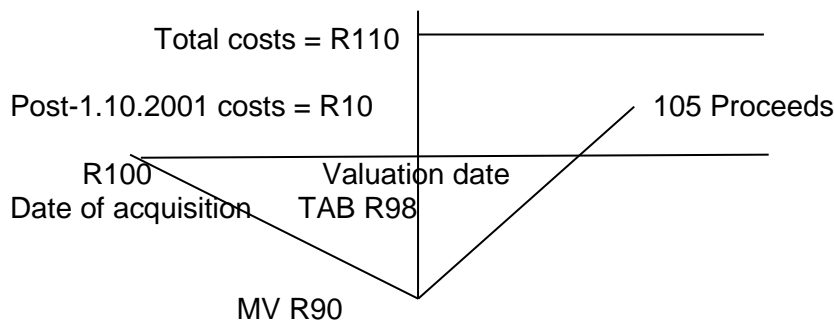 Total costs = R110
Post-1.10.2001 costs = R10 105 Proceeds
R100 Valuation date
Date of acquisition TAB R98
MV R90